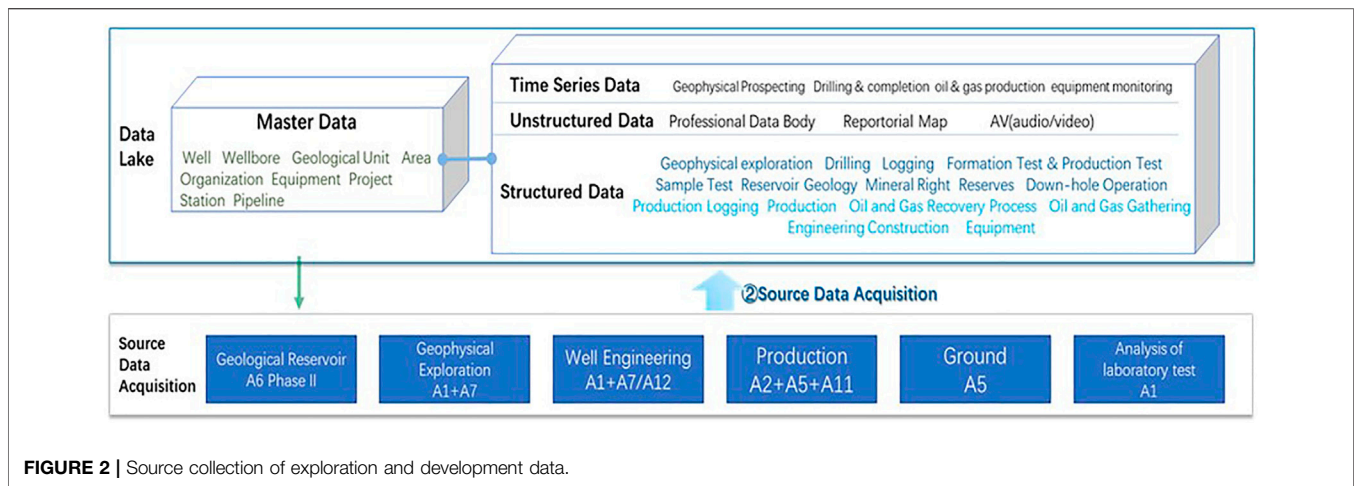 Data
Lake
Master Data
Well Wellbore Geological Unit Area
Organization Equipment Project
Station Pipeline
Time Series Data Geophysical Prospecting Drilling & completion oil & gas production equipment monitoring
Unstructured Data Professional Data Body Reportorial Map AV(audio/video)
Structured Data
Geophysical exploration Drilling Logging Formation Test & Production Test
Sample Test Reservoir Geology Mineral Right Reserves Down-hole Operation
Production Logging Production Oil and Gas Recovery Process Oil and Gas Gathering
Engineering Construction Equipment
②Source Data Acquisition
Source
Data
Acquisition
Geological Reservoir
A6 Phase II
Geophysical
Exploration
A1+A7
Well Engineering
A1+A7/A12
Production
A2+A5+A11
Ground
A5
Analysis of
laboratory test
A1
FIGURE 2 | Source collection of exploration and development data.